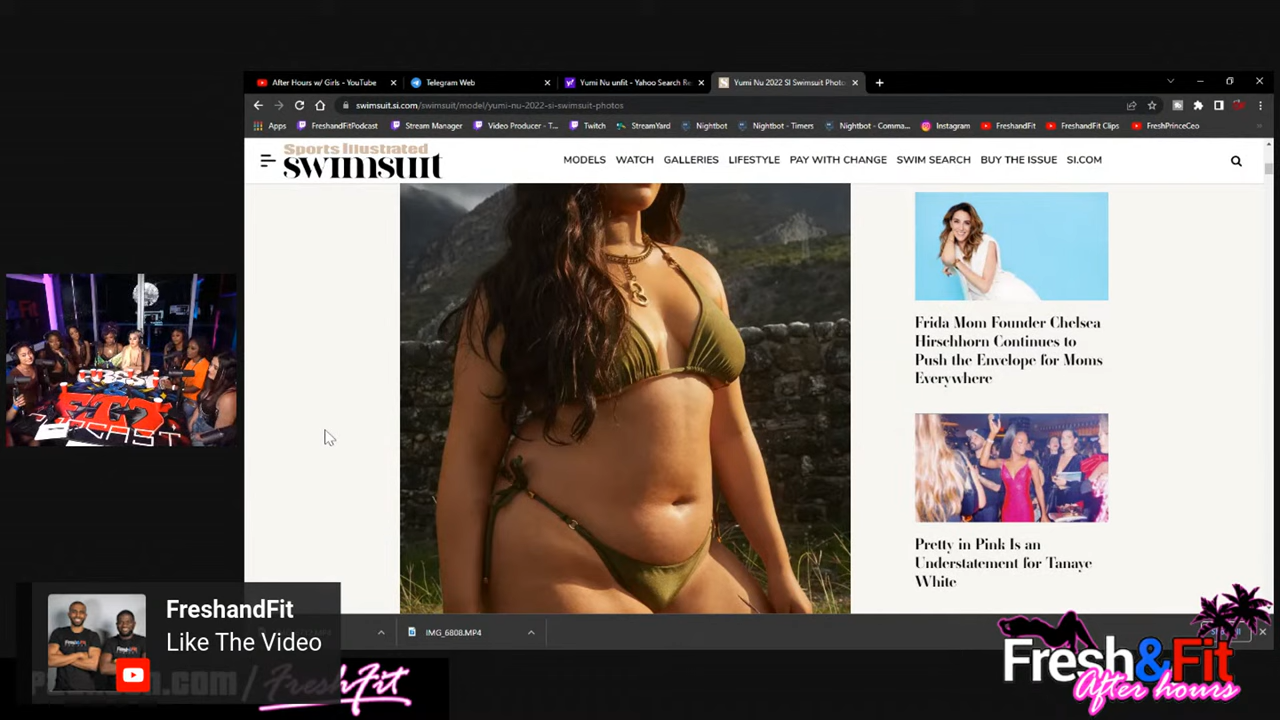 After Hours w/ Girls - YouTube
Telegram Web
Yumi Nu unfit - Yahoo Search Re
Yumi Nu 2022 SI Swimsuit Photo
swimsuit.si.com/swimsuit/model/yumi-nu-2022-si-swimsuit-photos
Apps
FreshandFitPodcast
Stream Manager
Video Producer - T...
Twitch
StreamYard
Nightbot
Nightbot - Timers
Nightbot - Comma...
Instagram
FreshandFit
FreshandFit Clips
FreshPrinceCeo
Sports Illustrated
swimsuit
MODELS WATCH GALLERIES LIFESTYLE PAY WITH CHANGE SWIM SEARCH BUY THE ISSUE SI.COM
Frida Mom Founder Chelsea
Hirschhorn Continues to
Push the Envelope for Moms
Everywhere
Pretty in Pink Is an
Understatement for Tanaye
White
FRESH
FIT
PODCAST
IMG_6808.MP4
FreshandFit
Like The Video
.com / FreshFit
Fresh&Fit
After hours